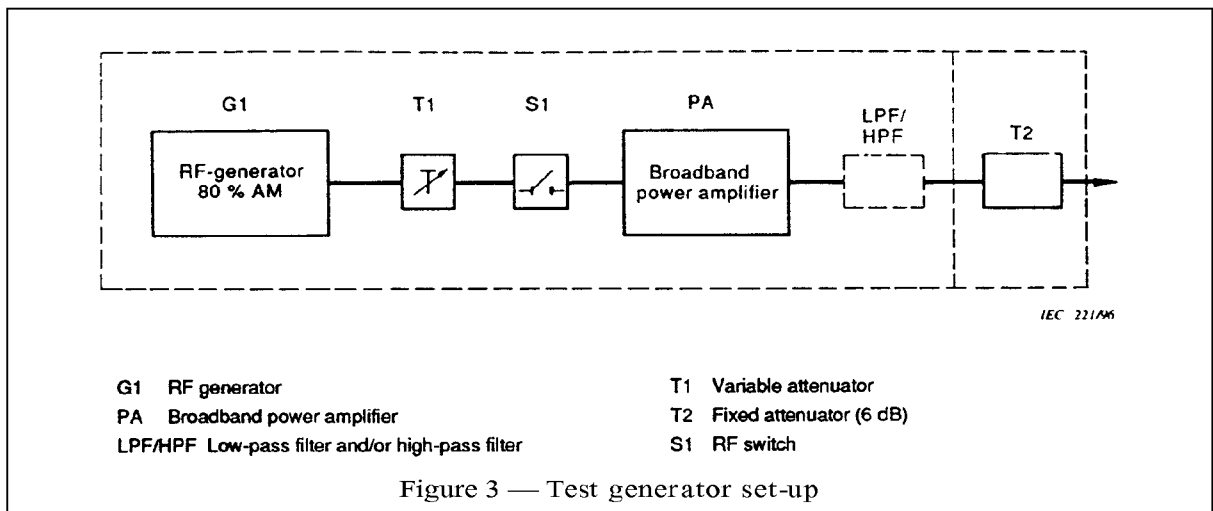 G1
T1
S1
PA
LPF/
HPF
T2
RF-generator
80 % AM
Broadband
power amplifier
IEC 221/96
G1 RF generator
PA Broadband power amplifier
LPF/HPF Low-pass filter and/or high-pass filter
T1 Variable attenuator
T2 Fixed attenuator (6 dB)
S1 RF switch
Figure 3 — Test generator set-up